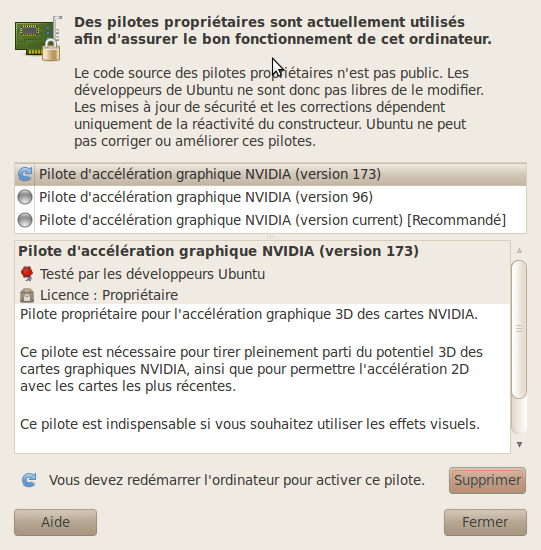 Des pilotes propriétaires sont actuellement utilisés
afin d'assurer le bon fonctionnement de cet ordinateur.
Le code source des pilotes propriétaires n'est pas public. Les
développeurs de Ubuntu ne sont donc pas libres de le modifier.
Les mises à jour de sécurité et les corrections dépendent
uniquement de la réactivité du constructeur. Ubuntu ne peut
pas corriger ou améliorer ces pilotes.
Pilote d'accélération graphique NVIDIA (version 173)
Pilote d'accélération graphique NVIDIA (version 96)
Pilote d'accélération graphique NVIDIA (version current) [Recommandé]
Pilote d'accélération graphique NVIDIA (version 173)
Testé par les développeurs Ubuntu
Licence : Propriétaire
Pilote propriétaire pour l'accélération graphique 3D des cartes NVIDIA.
Ce pilote est nécessaire pour tirer pleinement parti du potentiel 3D des
cartes graphiques NVIDIA, ainsi que pour permettre l'accélération 2D
avec les cartes les plus récentes.
Ce pilote est indispensable si vous souhaitez utiliser les effets visuels.
Vous devez redémarrer l'ordinateur pour activer ce pilote.
Supprimer
Aide
Fermer